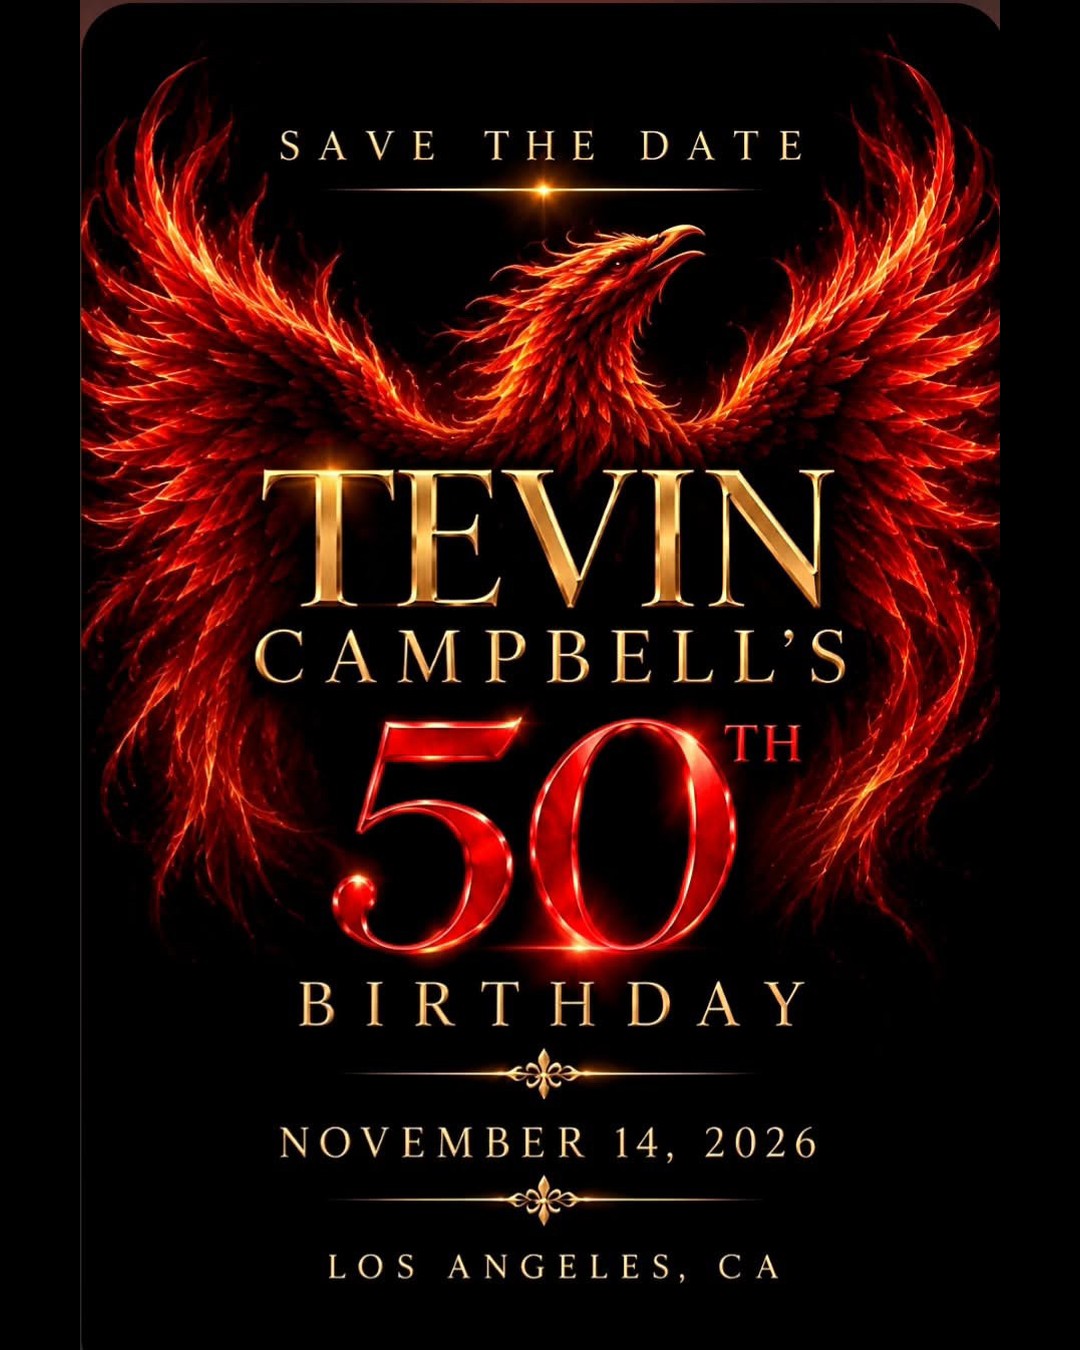 SAVE THE DATE
TEVIN
CAMPBELL’S
50TH
BIRTHDAY
NOVEMBER 14, 2026
LOS ANGELES, CA